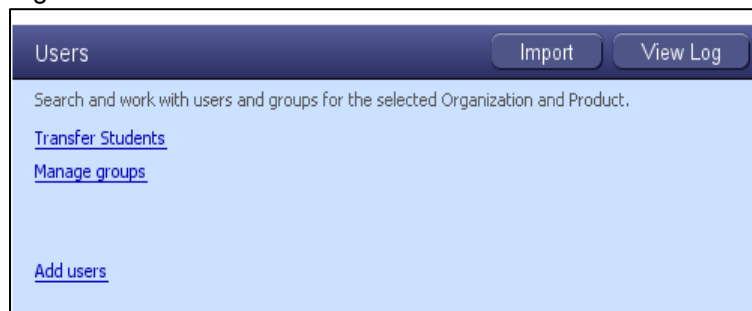 Users Import View Log
Search and work with users and groups for the selected Organization and Product.
Transfer Students
Manage groups
Add users